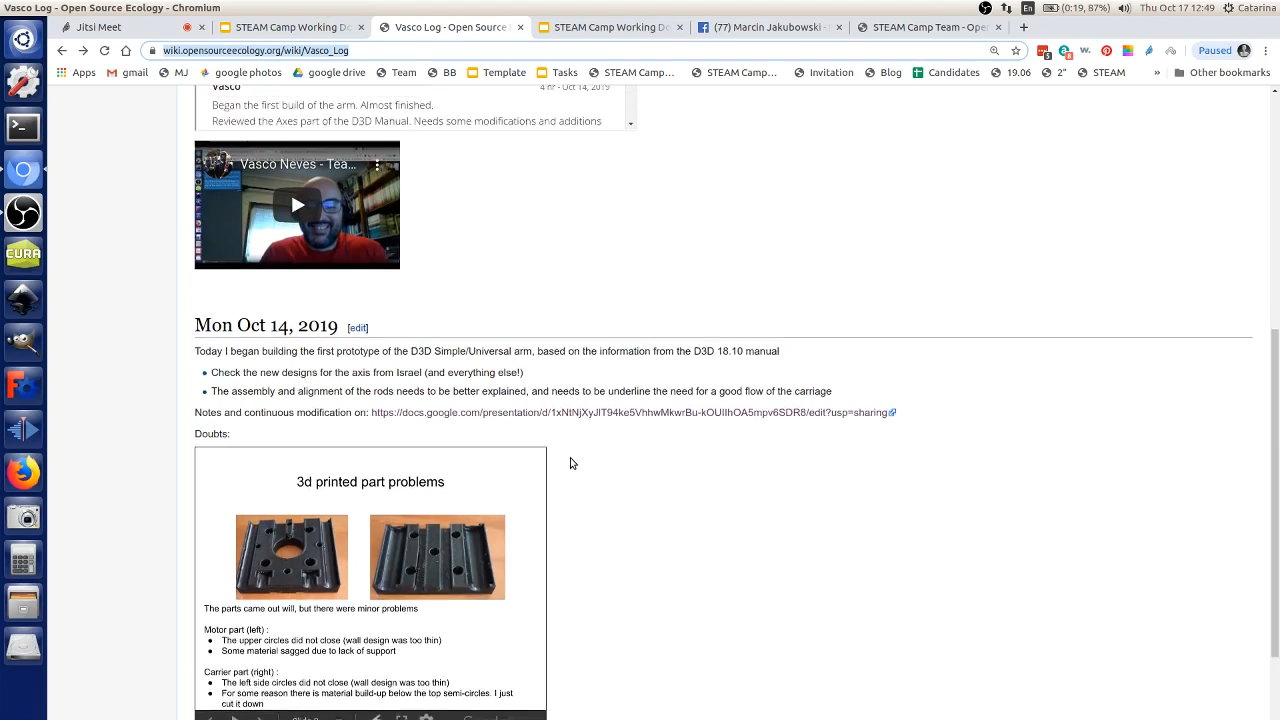 Vasco Log - Open Source Ecology - Chromium
En
(0:19, 87%)
Thu Oct 17 12:49
Catarina
Jitsi Meet
STEAM Camp Working Do
Vasco Log - Open Source
STEAM Camp Working Do
(77) Marcin Jakubowski -
STEAM Camp Team - Ope
wiki.opensourceecology.org/wiki/Vasco_Log
Paused
Apps
gmail
google photos
google drive
Team
BB
Template
Tasks
STEAM Camp...
STEAM Camp...
Invitation
Blog
Candidates
19.06
2"
STEAM
»
Other bookmarks
Vasco
4 hr - Oct 14, 2019
Began the first build of the arm. Almost finished.
Reviewed the Axes part of the D3D Manual. Needs some modifications and additions
Vasco Neves - Tea...
Mon Oct 14, 2019 [edit]
Today I began building the first prototype of the D3D Simple/Universal arm, based on the information from the D3D 18.10 manual
Check the new designs for the axis from Israel (and everything else!)
The assembly and alignment of the rods needs to be better explained, and needs to be underline the need for a good flow of the carriage
Notes and continuous modification on: https://docs.google.com/presentation/d/1xNtNjXyJIT94ke5VhhwMkwrBu-kOUIlhOA5mpv6SDR8/edit?usp=sharing
Doubts:
3d printed part problems
The parts came out will, but there were minor problems
Motor part (left) :
● The upper circles did not close (wall design was too thin)
● Some material sagged due to lack of support
Carrier part (right) :
● The left side circles did not close (wall design was too thin)
● For some reason there is material build-up below the top semi-circles. I just
cut it down
CURA